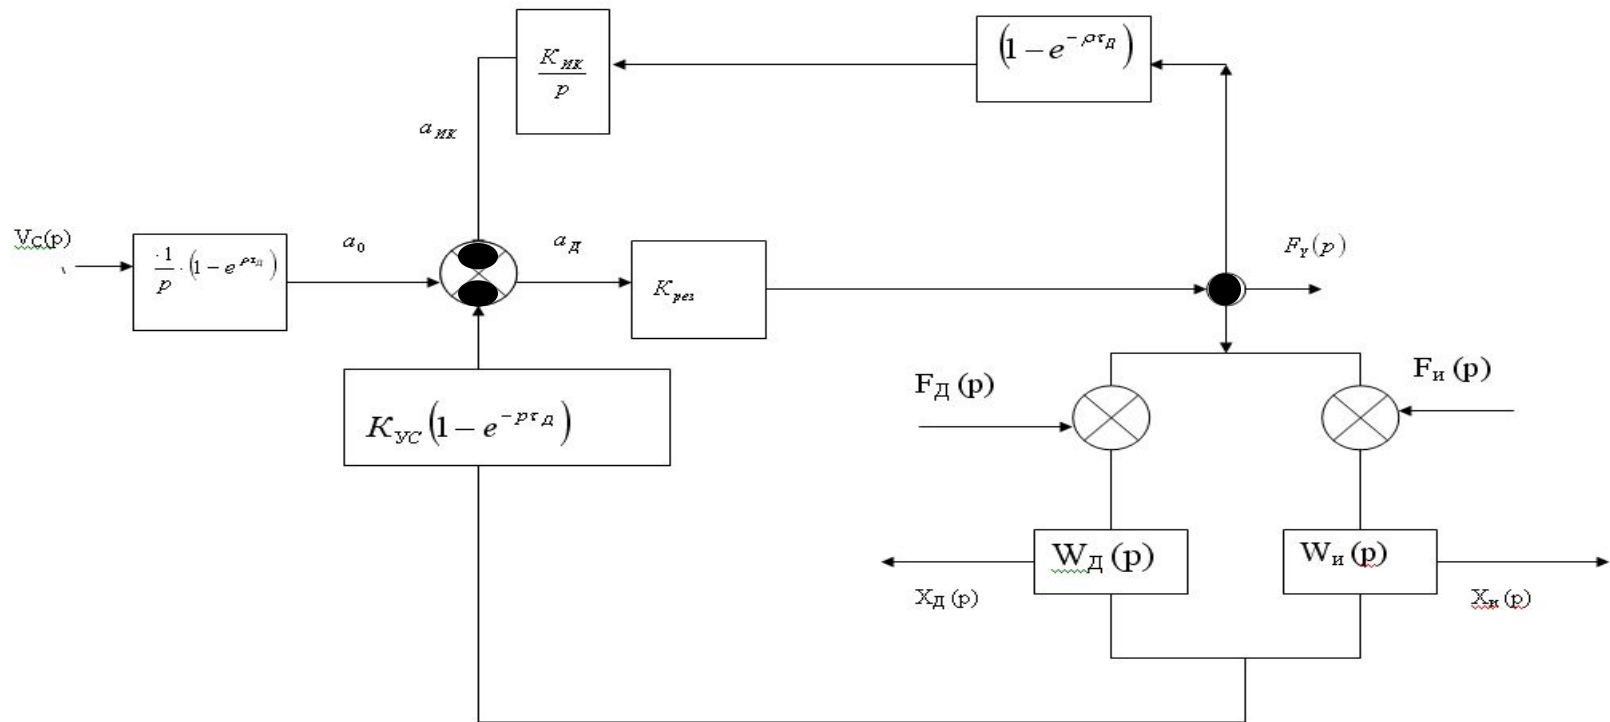 K_ИК / p
(1 − e^{−pτ_Д})
a_ИК
Vc(p)
·1/p · (1 − e^{pτ_Д})
a_0
a_Д
K_рез
F_Y(p)
K_УС (1 − e^{−pτ_Д})
F_Д (p)
F_и (p)
W_Д (p)
W_и (p)
X_Д (p)
X_и (p)